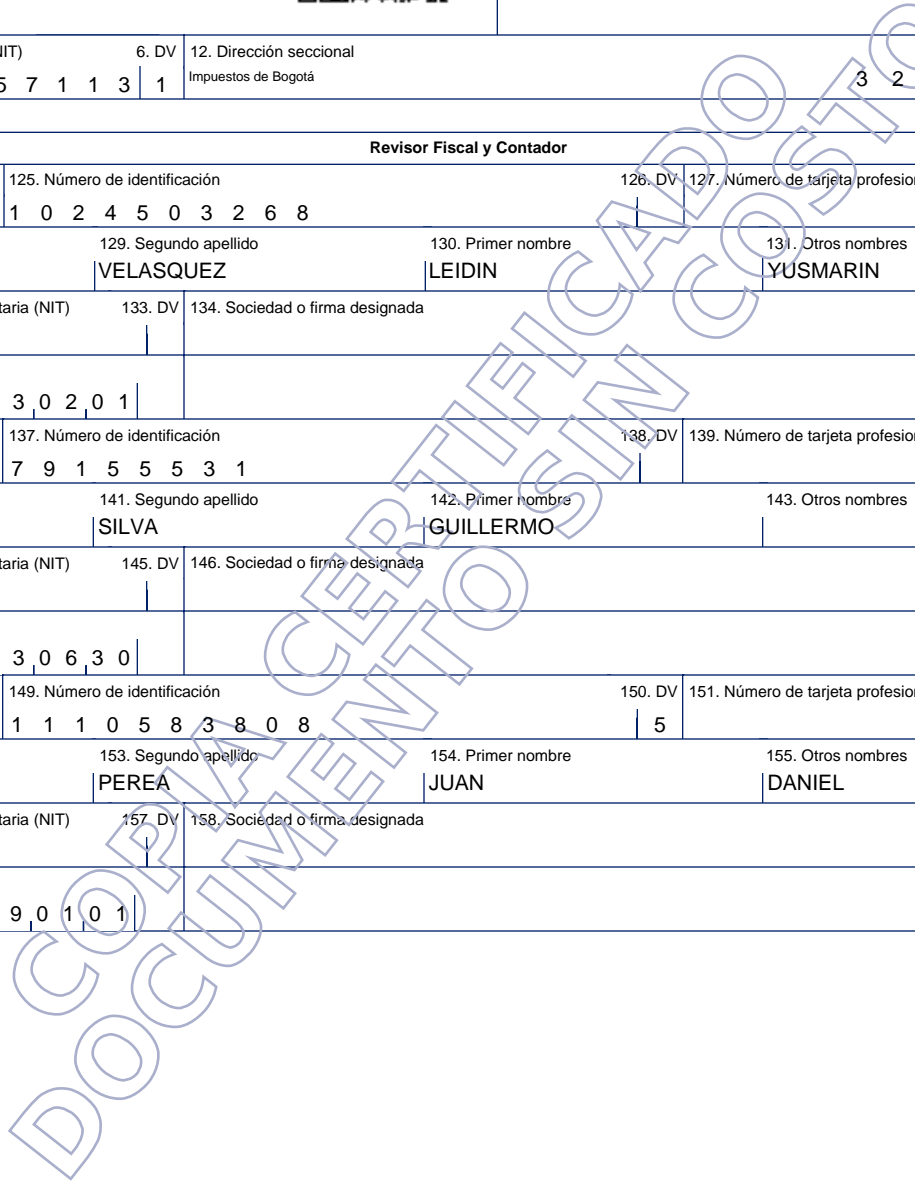 IIT) 6. DV 12. Dirección seccional
5 7 1 1 3 1 Impuestos de Bogotá 3 2
Revisor Fiscal y Contador
125. Número de identificación 126. DV 127. Número de tarjeta profesion
1 0 2 4 5 0 3 2 6 8
129. Segundo apellido 130. Primer nombre 131. Otros nombres
VELASQUEZ LEIDIN YUSMARIN
taria (NIT) 133. DV 134. Sociedad o firma designada
3 0 2 0 1
137. Número de identificación 138. DV 139. Número de tarjeta profesion
7 9 1 5 5 5 3 1
141. Segundo apellido 142. Primer nombre 143. Otros nombres
SILVA GUILLERMO
taria (NIT) 145. DV 146. Sociedad o firma designada
3 0 6 3 0
149. Número de identificación 150. DV 151. Número de tarjeta profesion
1 1 1 0 5 8 3 8 0 8 5
153. Segundo apellido 154. Primer nombre 155. Otros nombres
PEREA JUAN DANIEL
taria (NIT) 157. DV 158. Sociedad o firma designada
9 0 1 0 1
COPIA CERTIFICADO
DOCUMENTO SIN COSTO